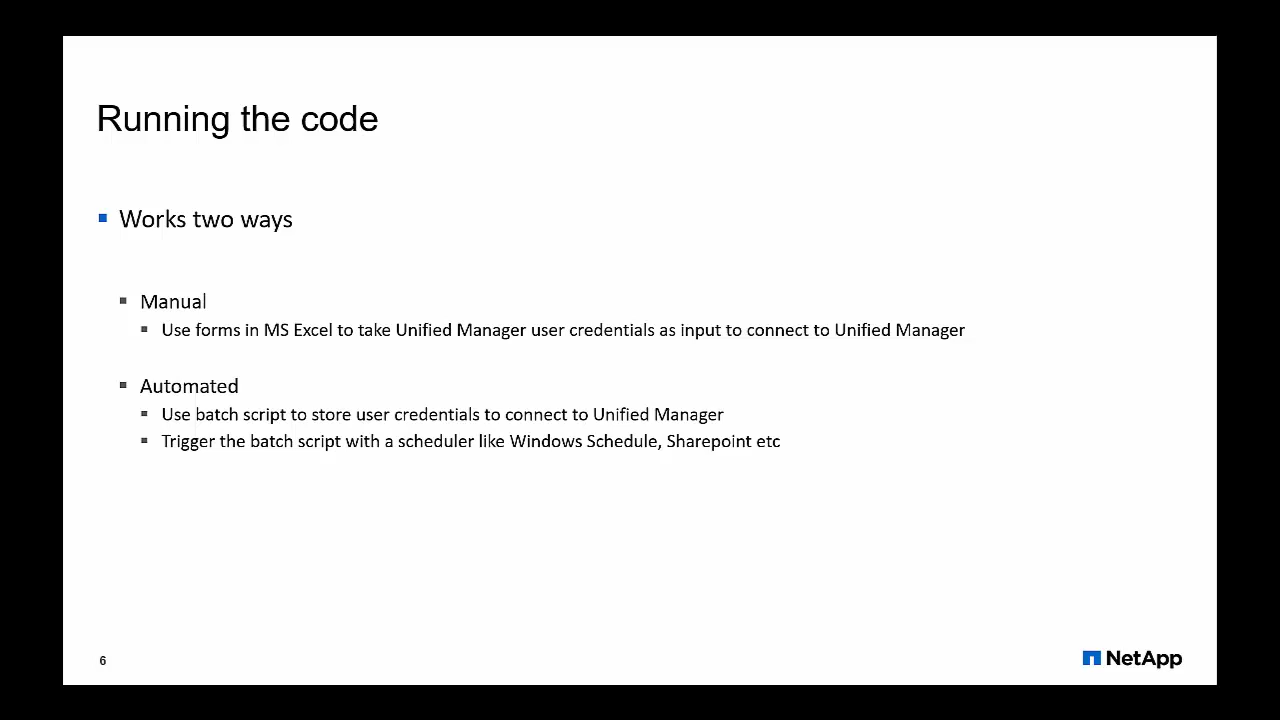 Running the code
Works two ways
Manual
Use forms in MS Excel to take Unified Manager user credentials as input to connect to Unified Manager
Automated
Use batch script to store user credentials to connect to Unified Manager
Trigger the batch script with a scheduler like Windows Schedule, Sharepoint etc
6
NetApp